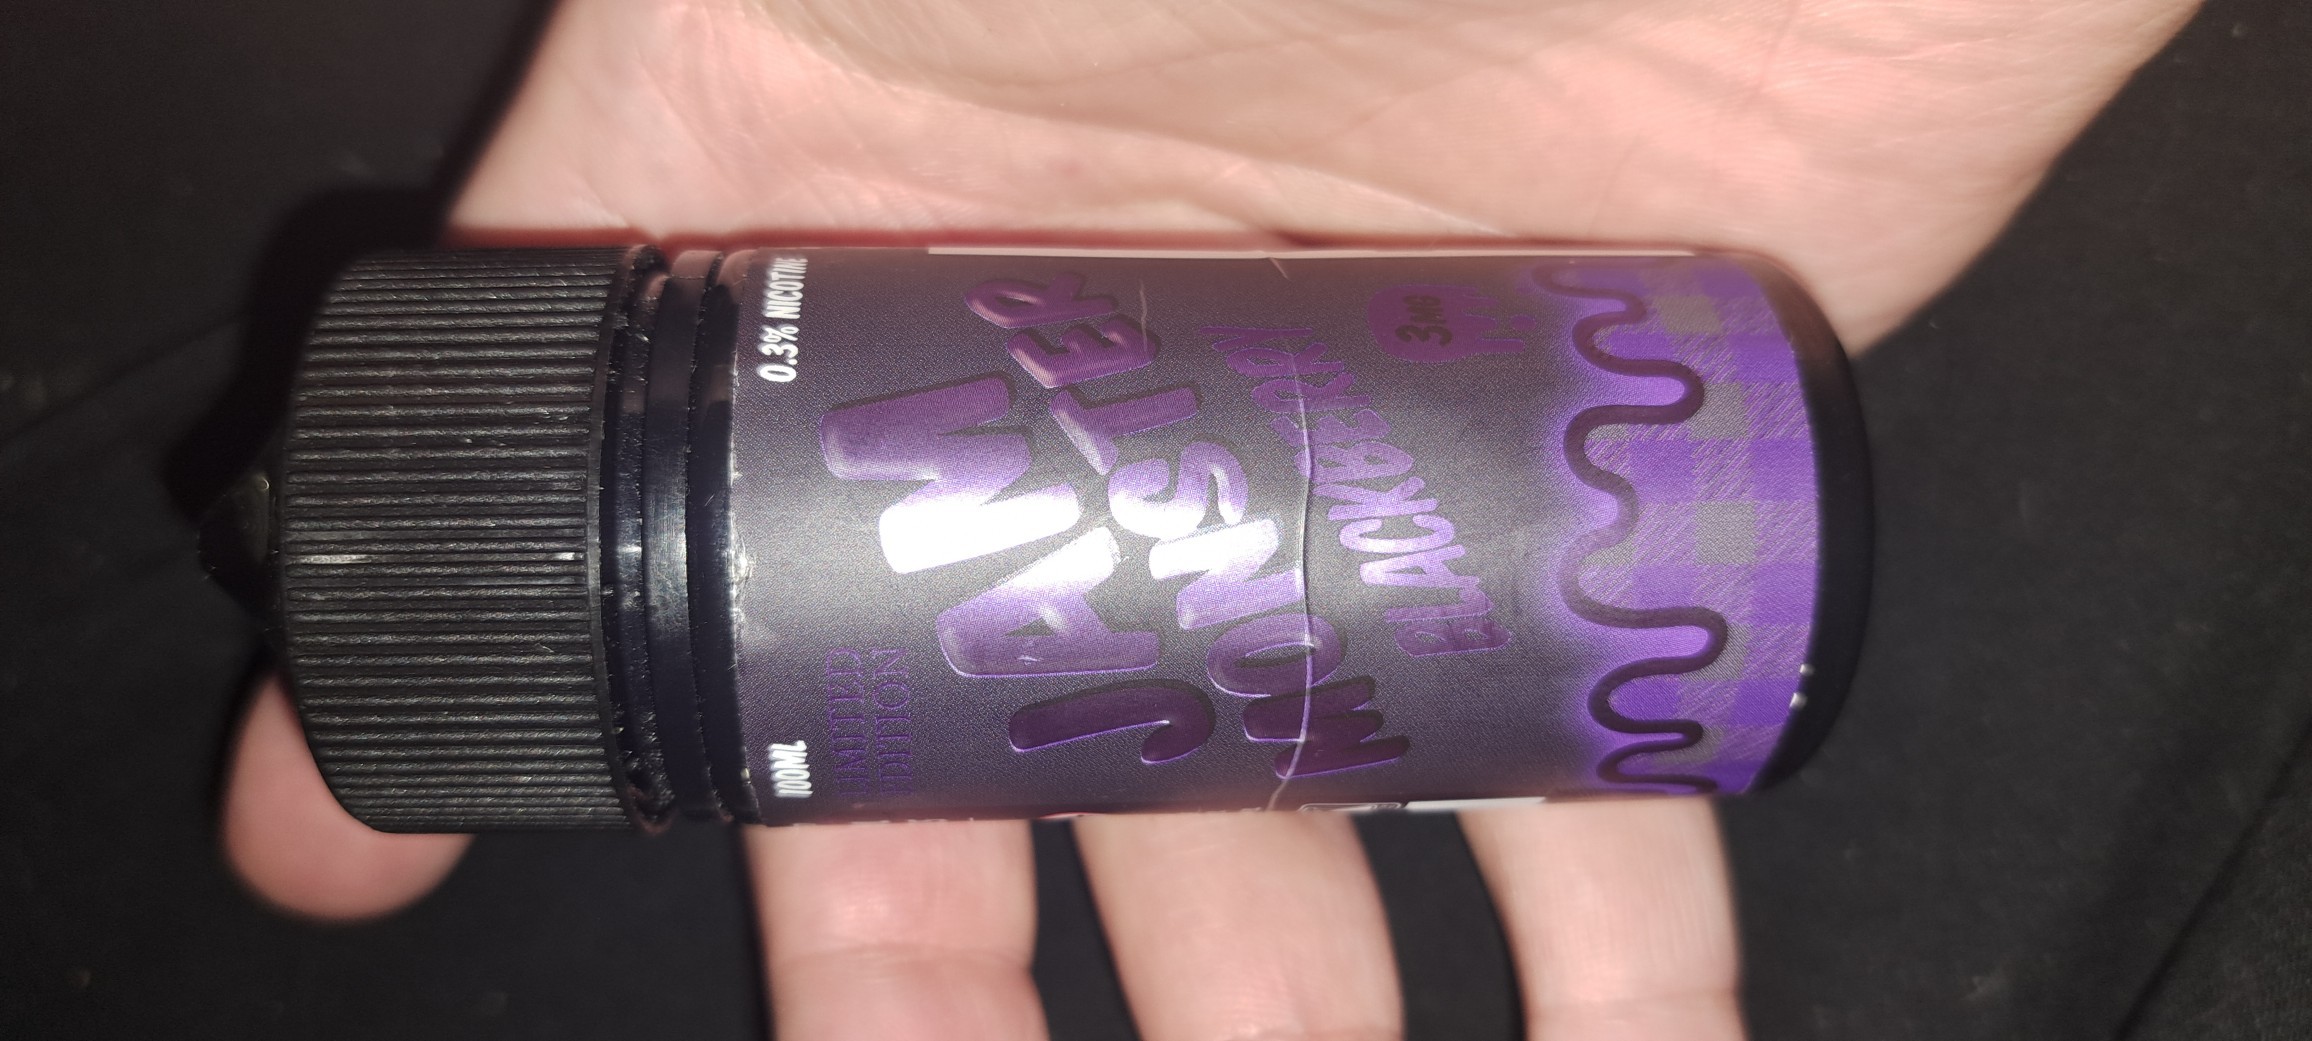 100ML 0.3% NICOTINE
LIMITED
EDITION
JAM
MONSTER
BLACKBERRY
3MG